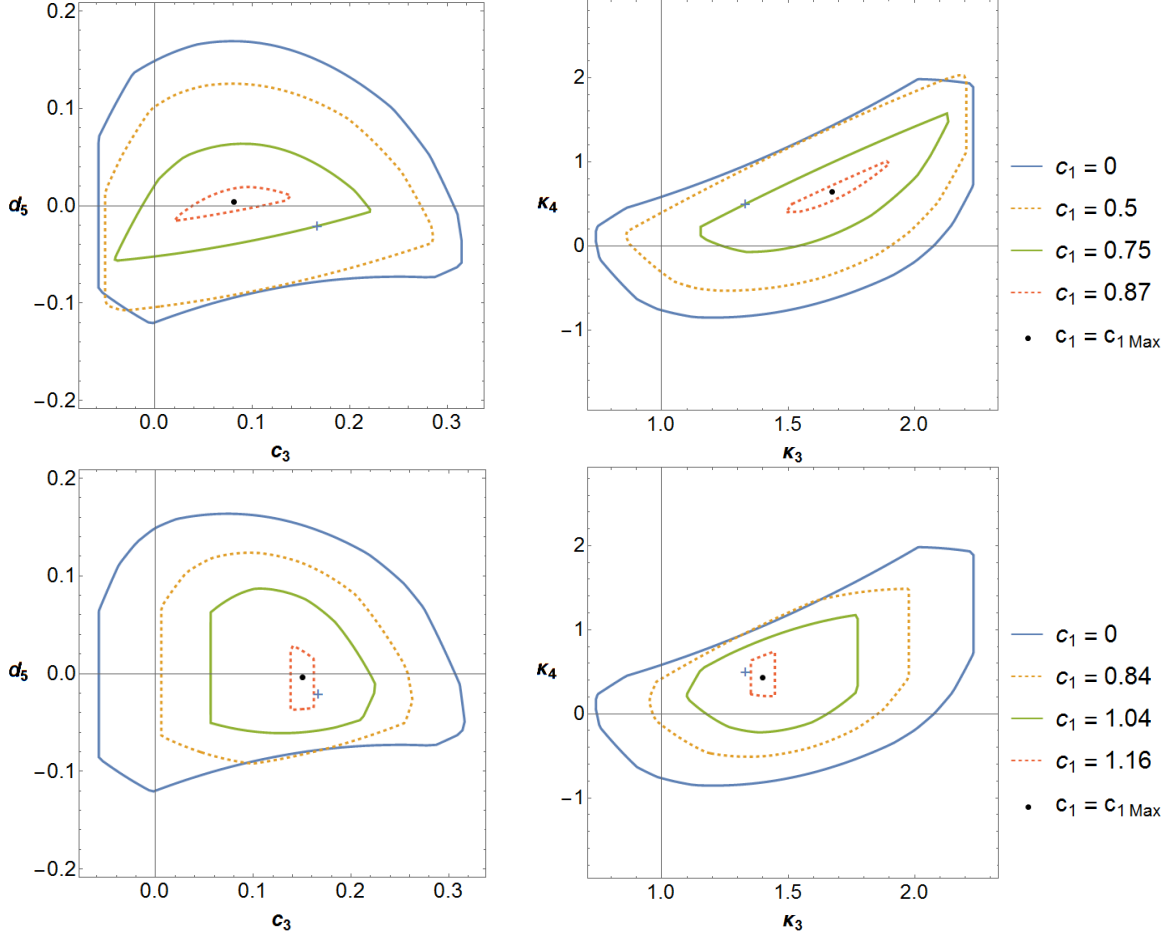 0.2
0.1
0.0
−0.1
−0.2
d5
0.0
0.1
0.2
0.3
c3
2
1
0
−1
κ4
1.0
1.5
2.0
κ3
c1 = 0
c1 = 0.5
c1 = 0.75
c1 = 0.87
c1 = c1 Max
0.2
0.1
0.0
−0.1
−0.2
d5
0.0
0.1
0.2
0.3
c3
2
1
0
−1
κ4
1.0
1.5
2.0
κ3
c1 = 0
c1 = 0.84
c1 = 1.04
c1 = 1.16
c1 = c1 Max